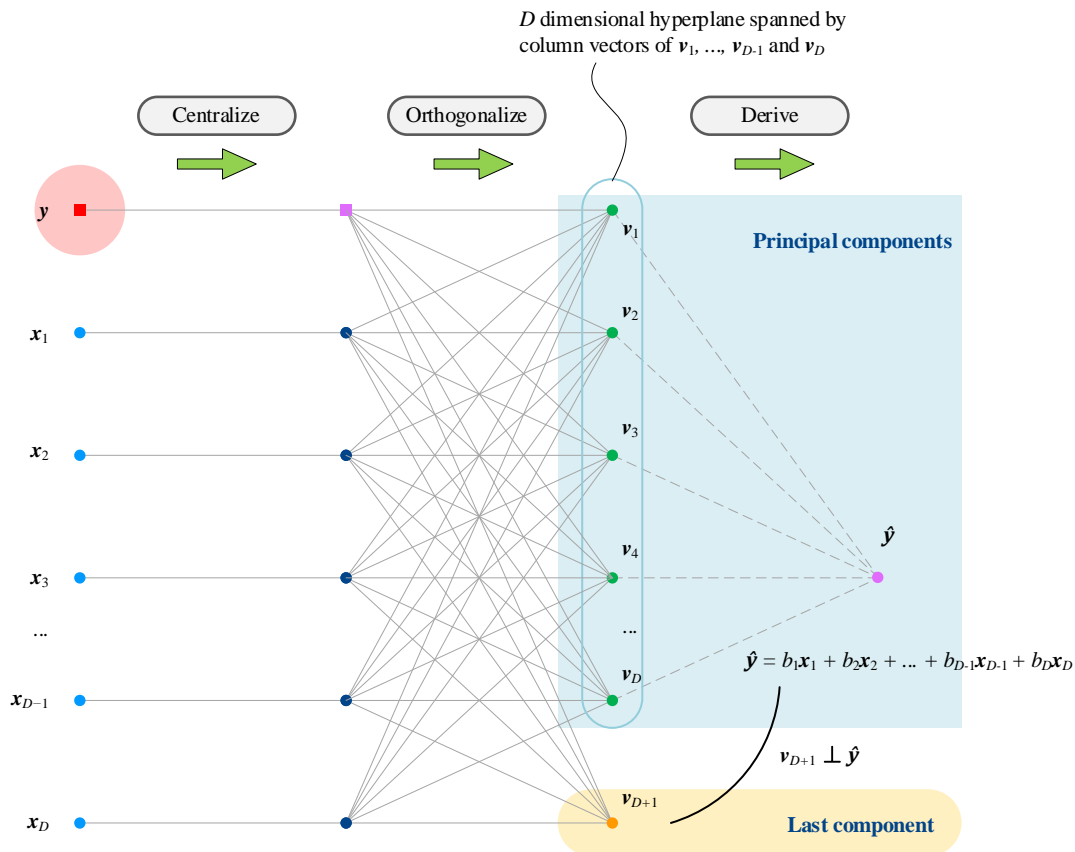 D dimensional hyperplane spanned by
column vectors of v1, ..., vD-1 and vD
Centralize
Orthogonalize
Derive
y
v1
Principal components
x1
v2
x2
v3
ŷ
x3
v4
...
...
ŷ = b1x1 + b2x2 + ... + bD-1xD-1 + bDxD
xD−1
vD
vD+1 ⊥ ŷ
xD
vD+1
Last component